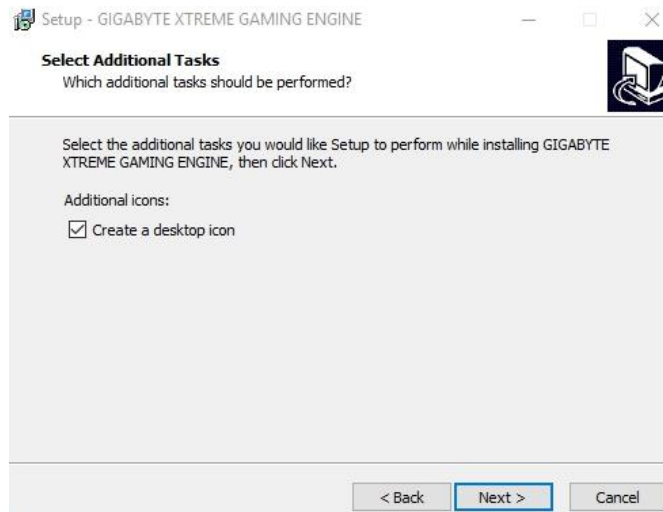 Setup - GIGABYTE XTREME GAMING ENGINE
Select Additional Tasks
Which additional tasks should be performed?
Select the additional tasks you would like Setup to perform while installing GIGABYTE
XTREME GAMING ENGINE, then click Next.
Additional icons:
Create a desktop icon
< Back Next > Cancel